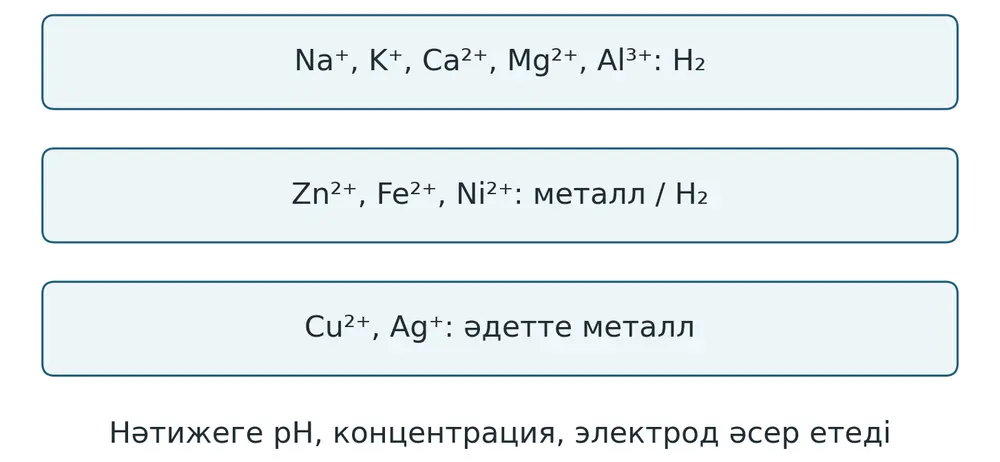 Na⁺, K⁺, Ca²⁺, Mg²⁺, Al³⁺: H₂
Zn²⁺, Fe²⁺, Ni²⁺: металл / H₂
Cu²⁺, Ag⁺: әдетте металл
Нәтижеге pH, концентрация, электрод әсер етеді